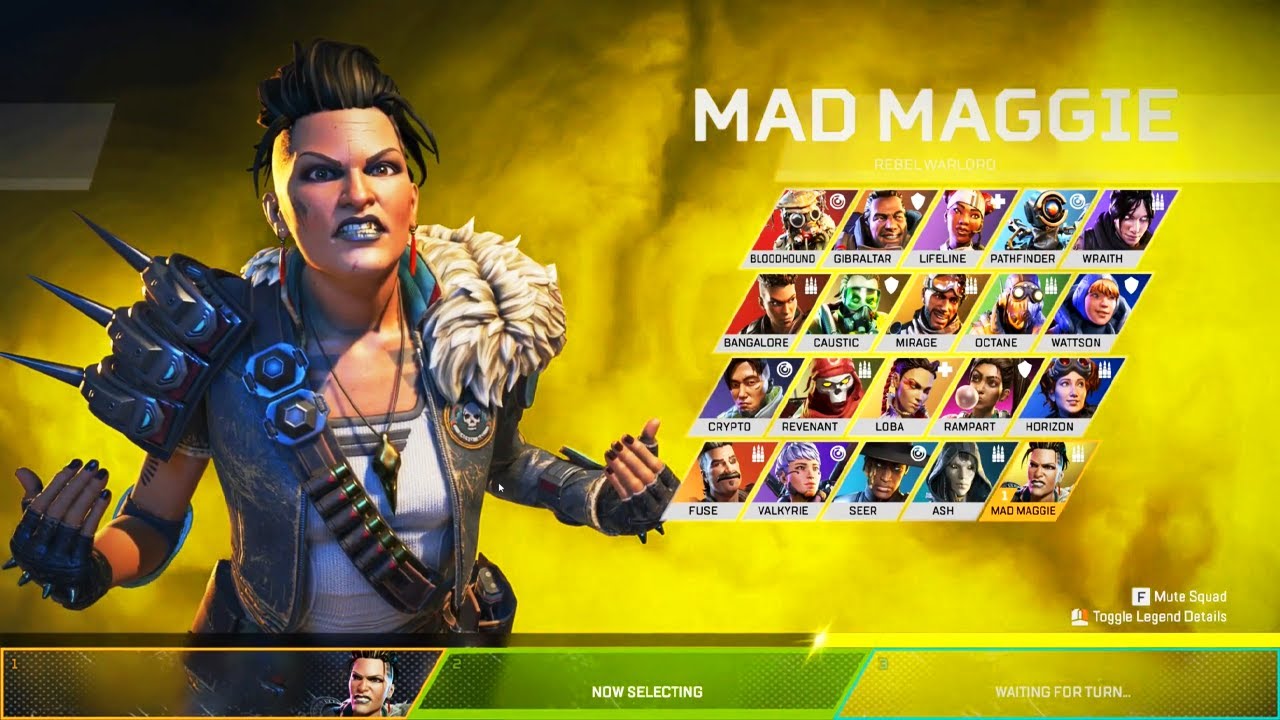 MAD MAGGIE
REBEL WARLORD
BLOODHOUND GIBRALTAR LIFELINE PATHFINDER WRAITH
BANGALORE CAUSTIC MIRAGE OCTANE WATTSON
CRYPTO REVENANT LOBA RAMPART HORIZON
1
FUSE VALKYRIE SEER ASH MAD MAGGIE
F Mute Squad
Toggle Legend Details
1 2 3
NOW SELECTING WAITING FOR TURN...